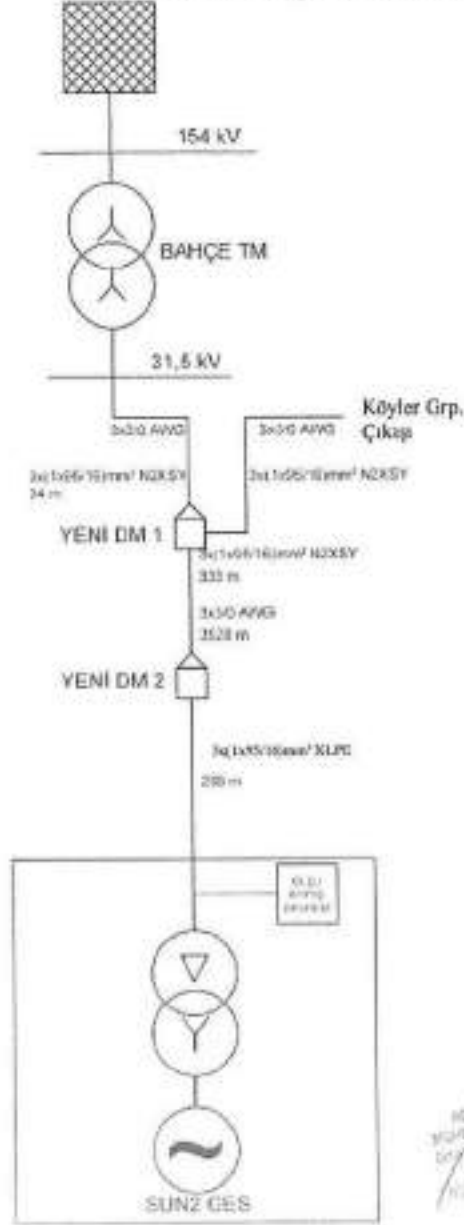 154 kV
BAHÇE TM
31,5 kV
Köyler Grp.
Çıkışı
3x3/0 AWG
3x3/0 AWG
3x(1x95/16)mm² N2XSY
34 m
3x(1x95/16)mm² N2XSY
YENİ DM 1
3x(1x95/16)mm² N2XSY
333 m
3x3/0 AWG
3528 m
YENİ DM 2
3x(1x95/16)mm² XLPE
m
SUN2 GES